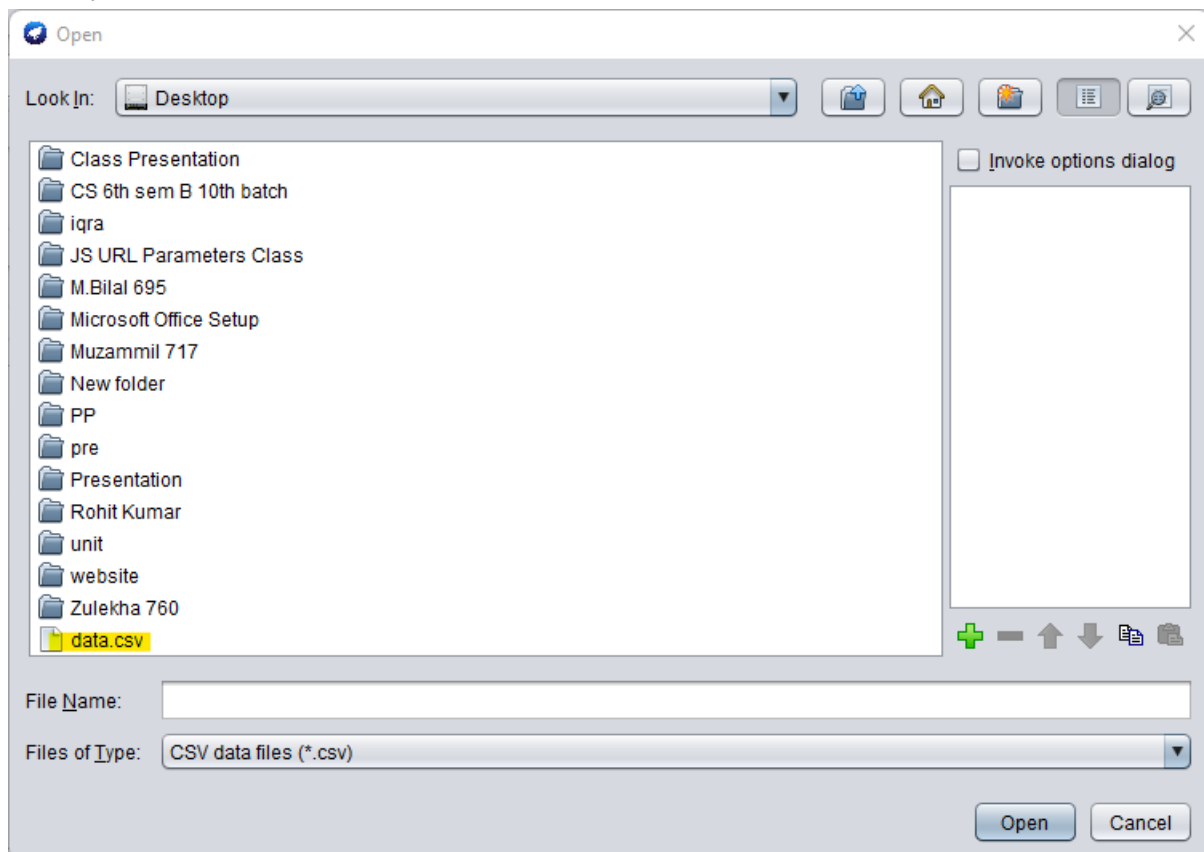 Open
Look In: Desktop
Class Presentation
CS 6th sem B 10th batch
iqra
JS URL Parameters Class
M.Bilal 695
Microsoft Office Setup
Muzammil 717
New folder
PP
pre
Presentation
Rohit Kumar
unit
website
Zulekha 760
data.csv
Invoke options dialog
File Name:
Files of Type: CSV data files (*.csv)
Open Cancel